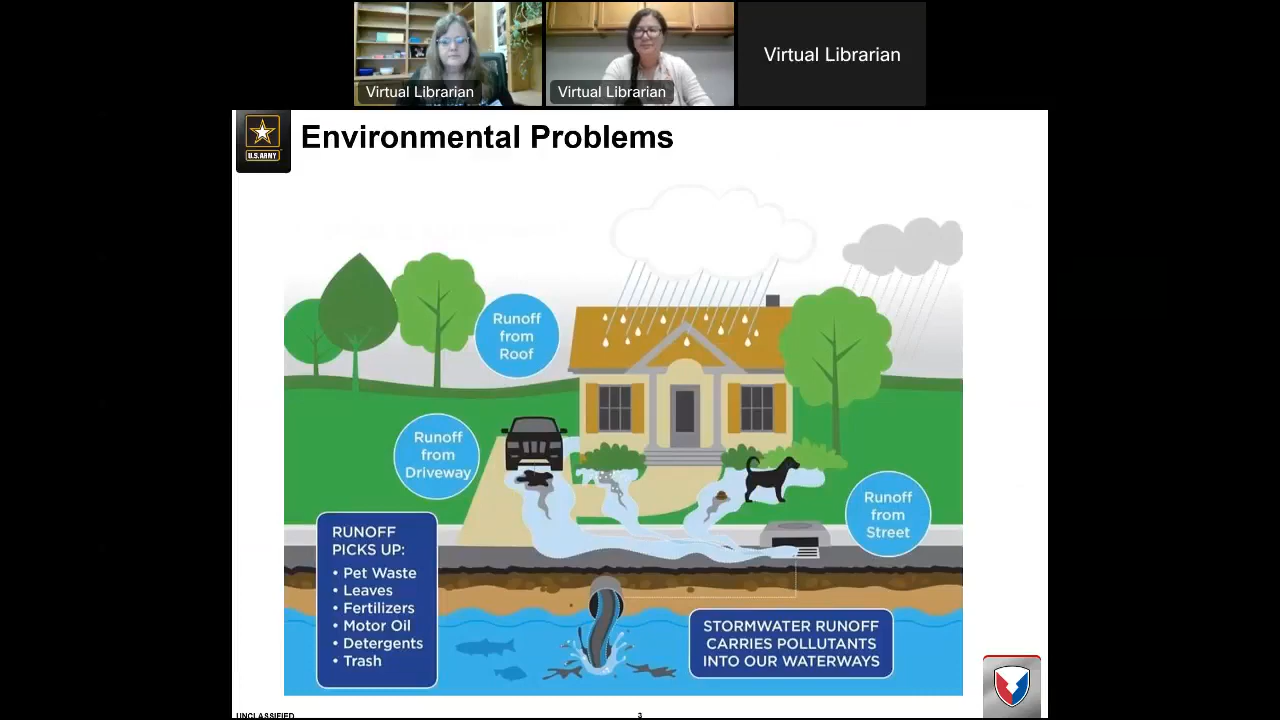 Virtual Librarian
Virtual Librarian
Virtual Librarian
U.S.ARMY
Environmental Problems
Runoff
from
Roof
Runoff
from
Driveway
Runoff
from
Street
RUNOFF
PICKS UP:
• Pet Waste
• Leaves
• Fertilizers
• Motor Oil
• Detergents
• Trash
STORMWATER RUNOFF
CARRIES POLLUTANTS
INTO OUR WATERWAYS
UNCLASSIFIED
3